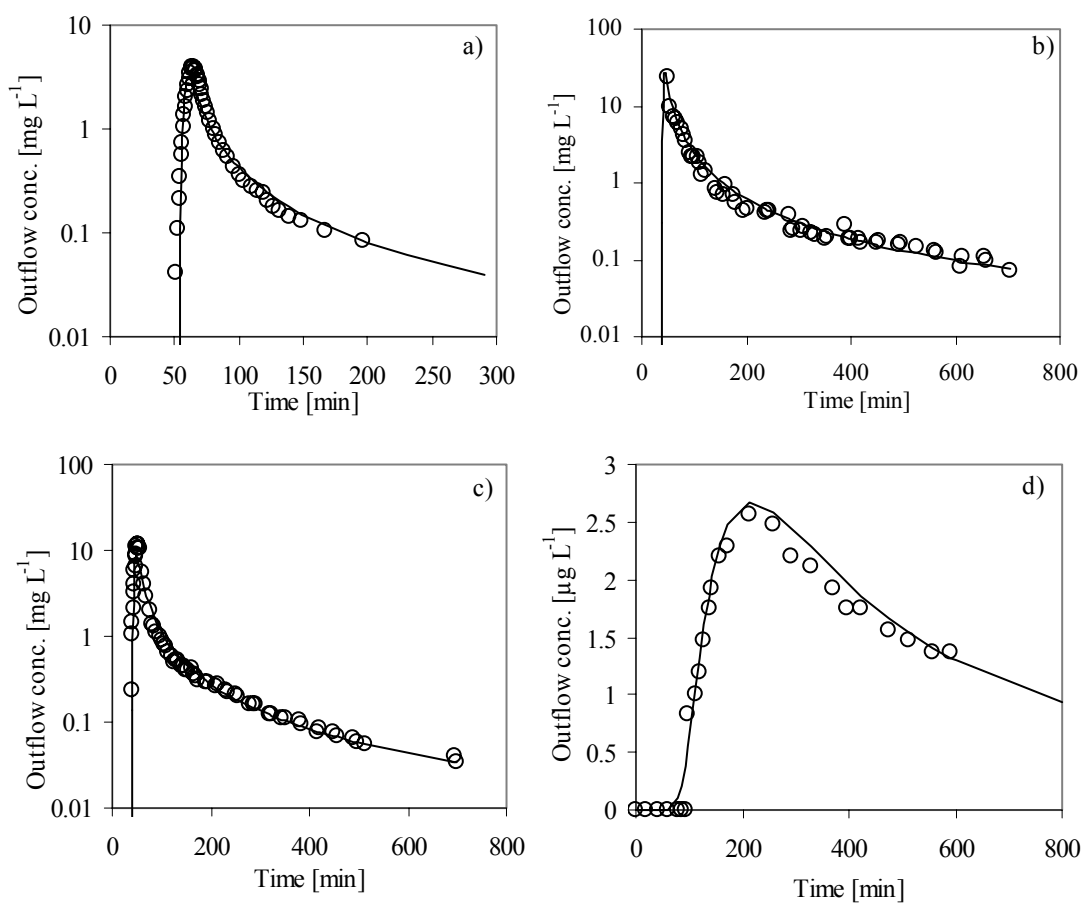 a)
Outflow conc. [mg L⁻¹]
10
1
0.1
0.01
0 50 100 150 200 250 300
Time [min]
b)
Outflow conc. [mg L⁻¹]
100
10
1
0.1
0.01
0 200 400 600 800
Time [min]
c)
Outflow conc. [mg L⁻¹]
100
10
1
0.1
0.01
0 200 400 600 800
Time [min]
d)
Outflow conc. [µg L⁻¹]
3
2.5
2
1.5
1
0.5
0
0 200 400 600 800
Time [min]